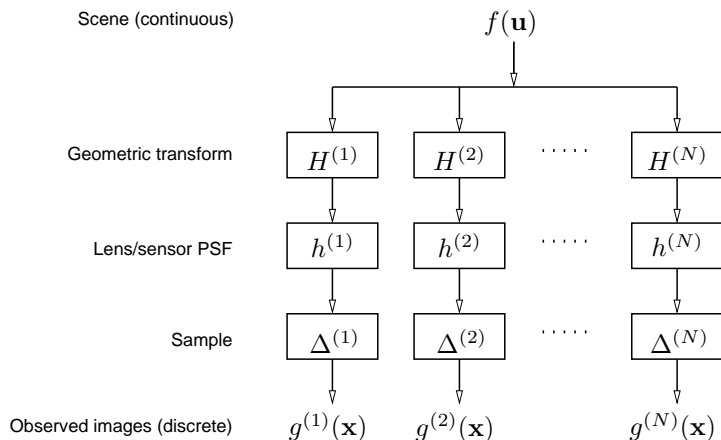 Scene (continuous) f(u)
Geometric transform H^(1) H^(2) ..... H^(N)
Lens/sensor PSF h^(1) h^(2) ..... h^(N)
Sample Δ^(1) Δ^(2) ..... Δ^(N)
Observed images (discrete) g^(1)(x) g^(2)(x) g^(N)(x)